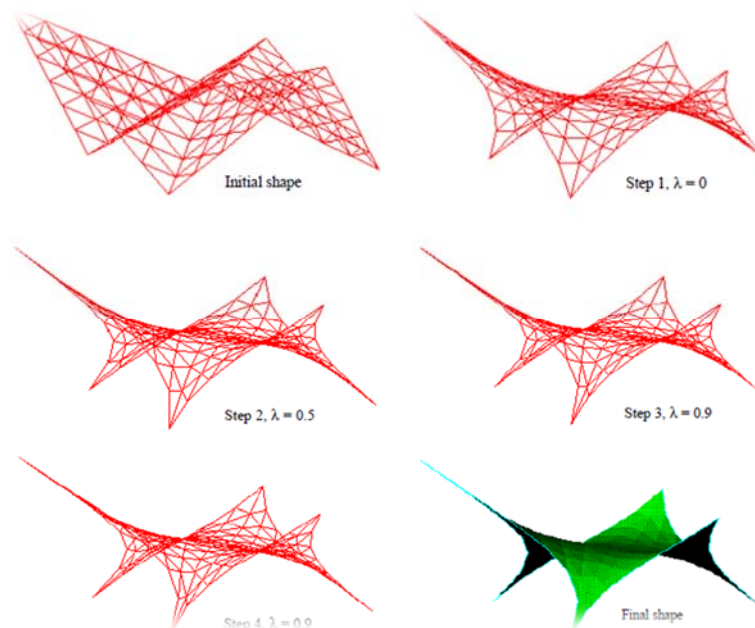 Initial shape
Step 1, λ = 0
Step 2, λ = 0.5
Step 3, λ = 0.9
Step 4, λ = 0.9
Final shape